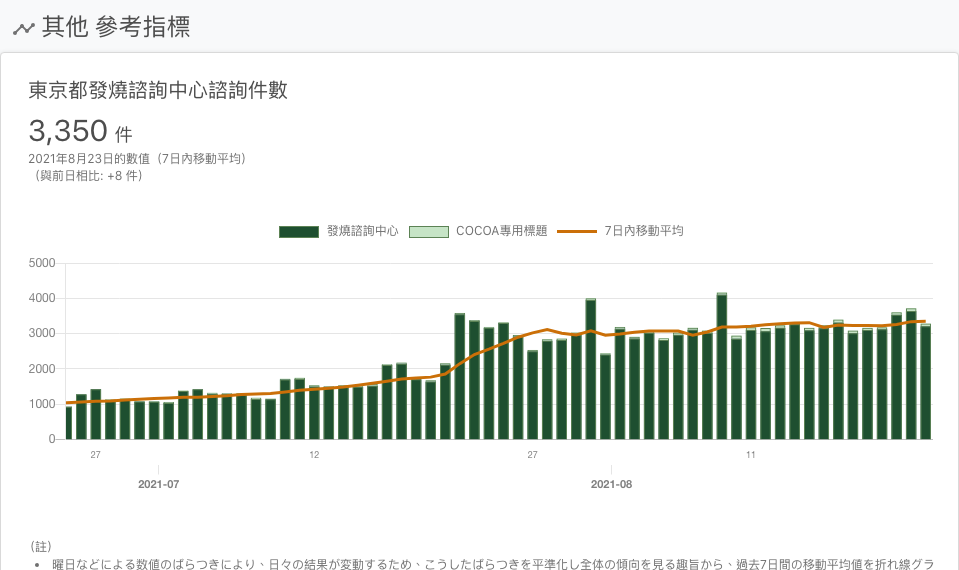 其他 參考指標
東京都發燒諮詢中心諮詢件數
3,350 件
2021年8月23日的數值（7日內移動平均）
（與前日相比: +8 件）
發燒諮詢中心 COCOA專用標題 7日內移動平均
5000
4000
3000
2000
1000
0
27 12 27 11
2021-07 2021-08
（註）
• 曜日などによる数値のばらつきにより、日々の結果が変動するため、こうしたばらつきを平準化し全体の傾向を見る趣旨から、過去7日間の移動平均値を折れ線グラ